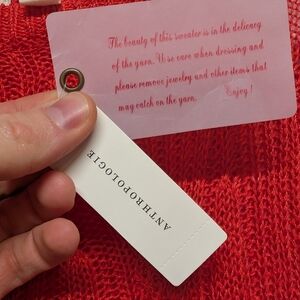 The beauty of this sweater is in the delicacy
of the yarn. Use care when dressing and
please remove jewelry and other items that
may catch on the yarn. Enjoy!
ANTHROPOLOGIE